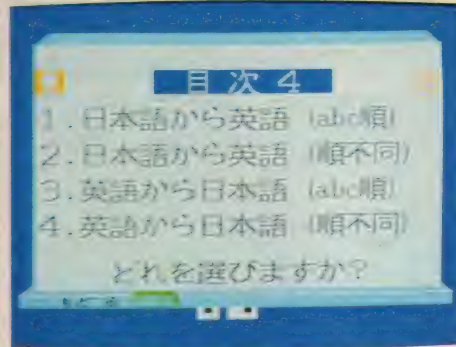 目次4
1.日本語から英語 (abc順)
2.日本語から英語 (順不同)
3.英語から日本語 (abc順)
4.英語から日本語 (順不同)
どれを選びますか?